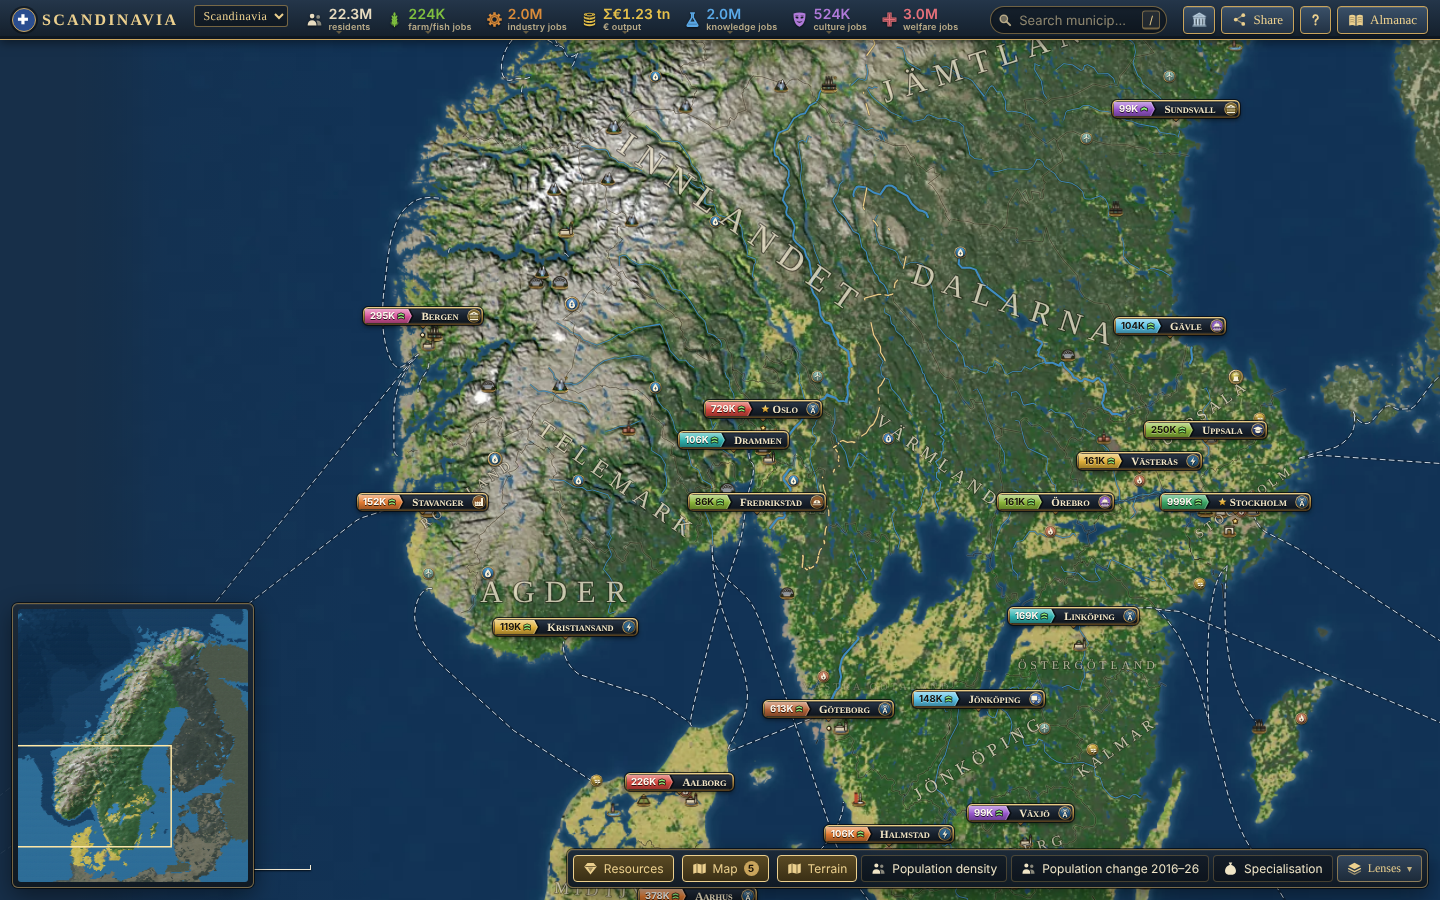 SCANDINAVIA
Scandinavia
22.3M
residents
224K
farm/fish jobs
2.0M
industry jobs
Σ€1.23 tn
€ output
2.0M
knowledge jobs
524K
culture jobs
3.0M
welfare jobs
Search municip...
/
Share
?
Almanac
JÄMTLAN
99K SUNDSVALL
INNLANDET
DALARNA
295K BERGEN
104K GÄVLE
729K ★ OSLO
106K DRAMMEN
SALA
250K UPPSALA
VÄRMLAND
161K VÄSTERÅS
TELEMARK
152K STAVANGER
86K FREDRIKSTAD
161K ÖREBRO
999K ★ STOCKHOLM
AGDER
119K KRISTIANSAND
169K LINKÖPING
ÖSTERGÖTLAND
613K GÖTEBORG
148K JÖNKÖPING
JÖNKÖPING
KALMAR
226K AALBORG
99K VÄXJÖ
106K HALMSTAD
Resources
Map 5
Terrain
Population density
Population change 2016–26
Specialisation
Lenses ▾
378K AARHUS